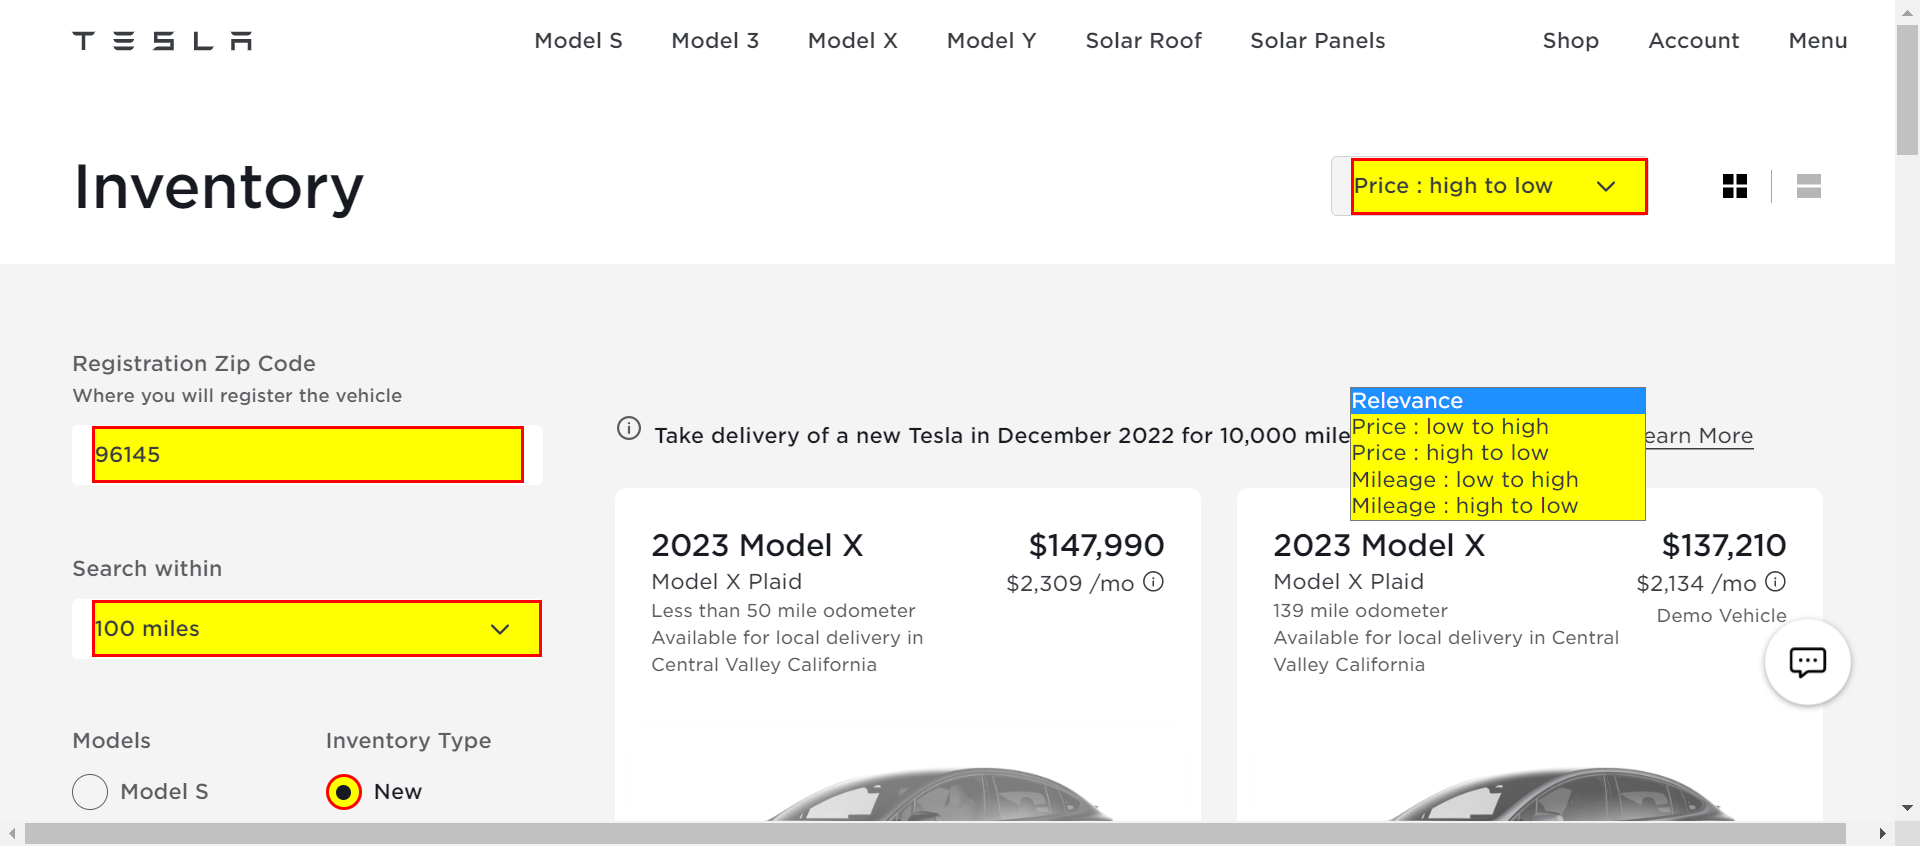 TESLA
Model S Model 3 Model X Model Y Solar Roof Solar Panels Shop Account Menu
Inventory
Price : high to low
Registration Zip Code
Where you will register the vehicle
96145
Search within
100 miles
Models
Inventory Type
Model S
New
Take delivery of a new Tesla in December 2022 for 10,000 mile
earn More
Relevance
Price : low to high
Price : high to low
Mileage : low to high
Mileage : high to low
2023 Model X $147,990
Model X Plaid $2,309 /mo
Less than 50 mile odometer
Available for local delivery in
Central Valley California
2023 Model X $137,210
Model X Plaid $2,134 /mo
139 mile odometer Demo Vehicle
Available for local delivery in Central
Valley California